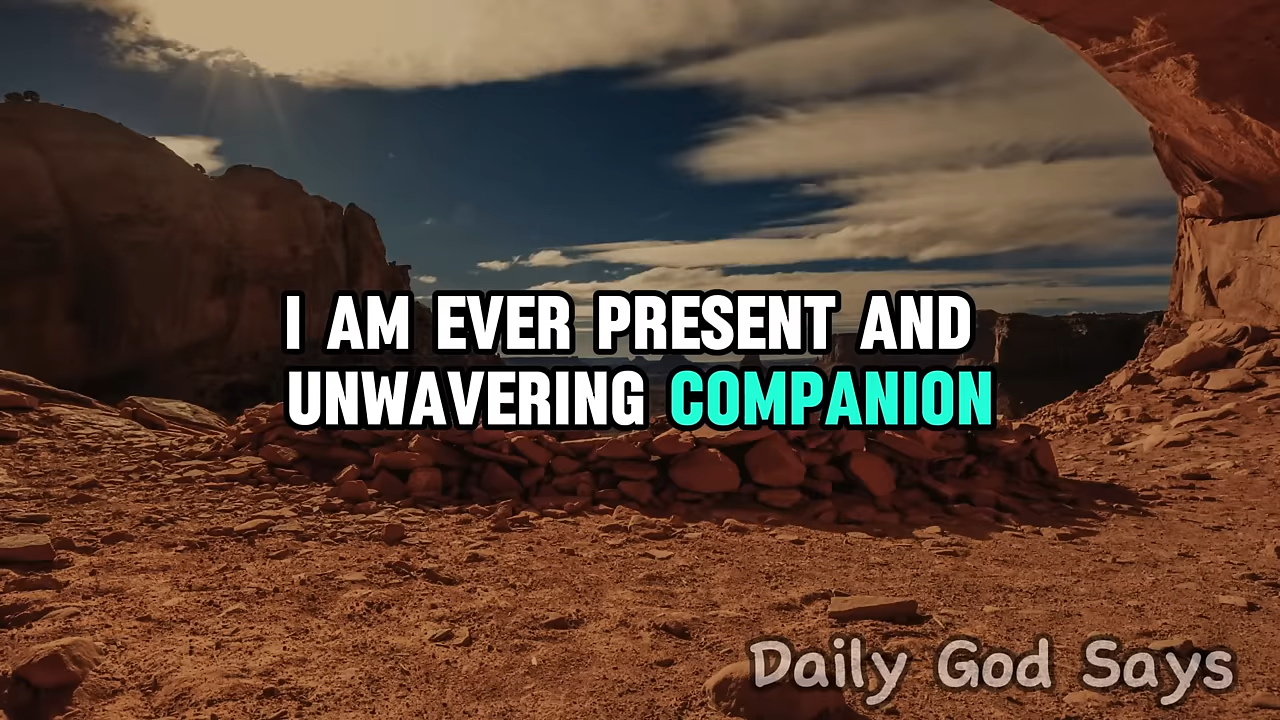 I AM EVER PRESENT AND
UNWAVERING COMPANION
Daily God Says